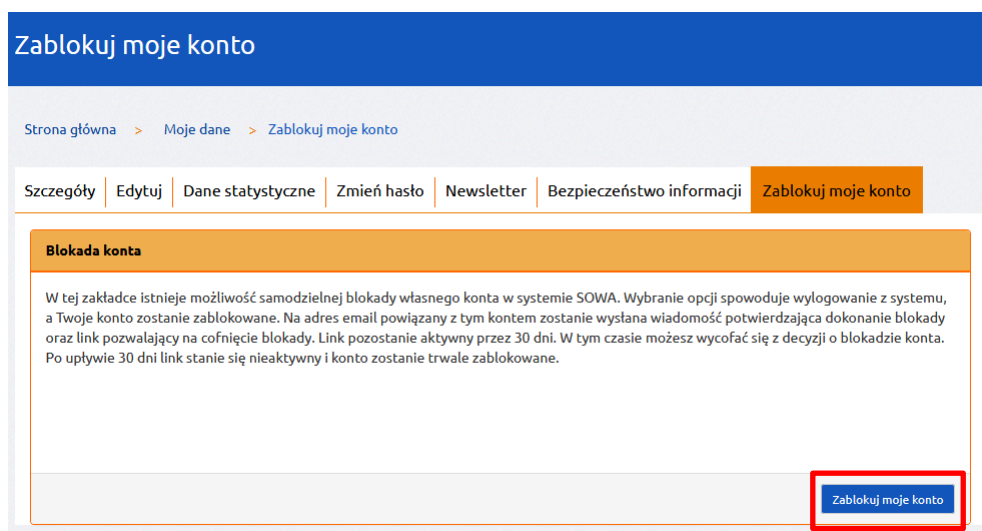 Zablokuj moje konto
Strona główna > Moje dane > Zablokuj moje konto
Szczegóły Edytuj Dane statystyczne Zmień hasło Newsletter Bezpieczeństwo informacji Zablokuj moje konto
Blokada konta
W tej zakładce istnieje możliwość samodzielnej blokady własnego konta w systemie SOWA. Wybranie opcji spowoduje wylogowanie z systemu,
a Twoje konto zostanie zablokowane. Na adres email powiązany z tym kontem zostanie wysłana wiadomość potwierdzająca dokonanie blokady
oraz link pozwalający na cofnięcie blokady. Link pozostanie aktywny przez 30 dni. W tym czasie możesz wycofać się z decyzji o blokadzie konta.
Po upływie 30 dni link stanie się nieaktywny i konto zostanie trwale zablokowane.
Zablokuj moje konto